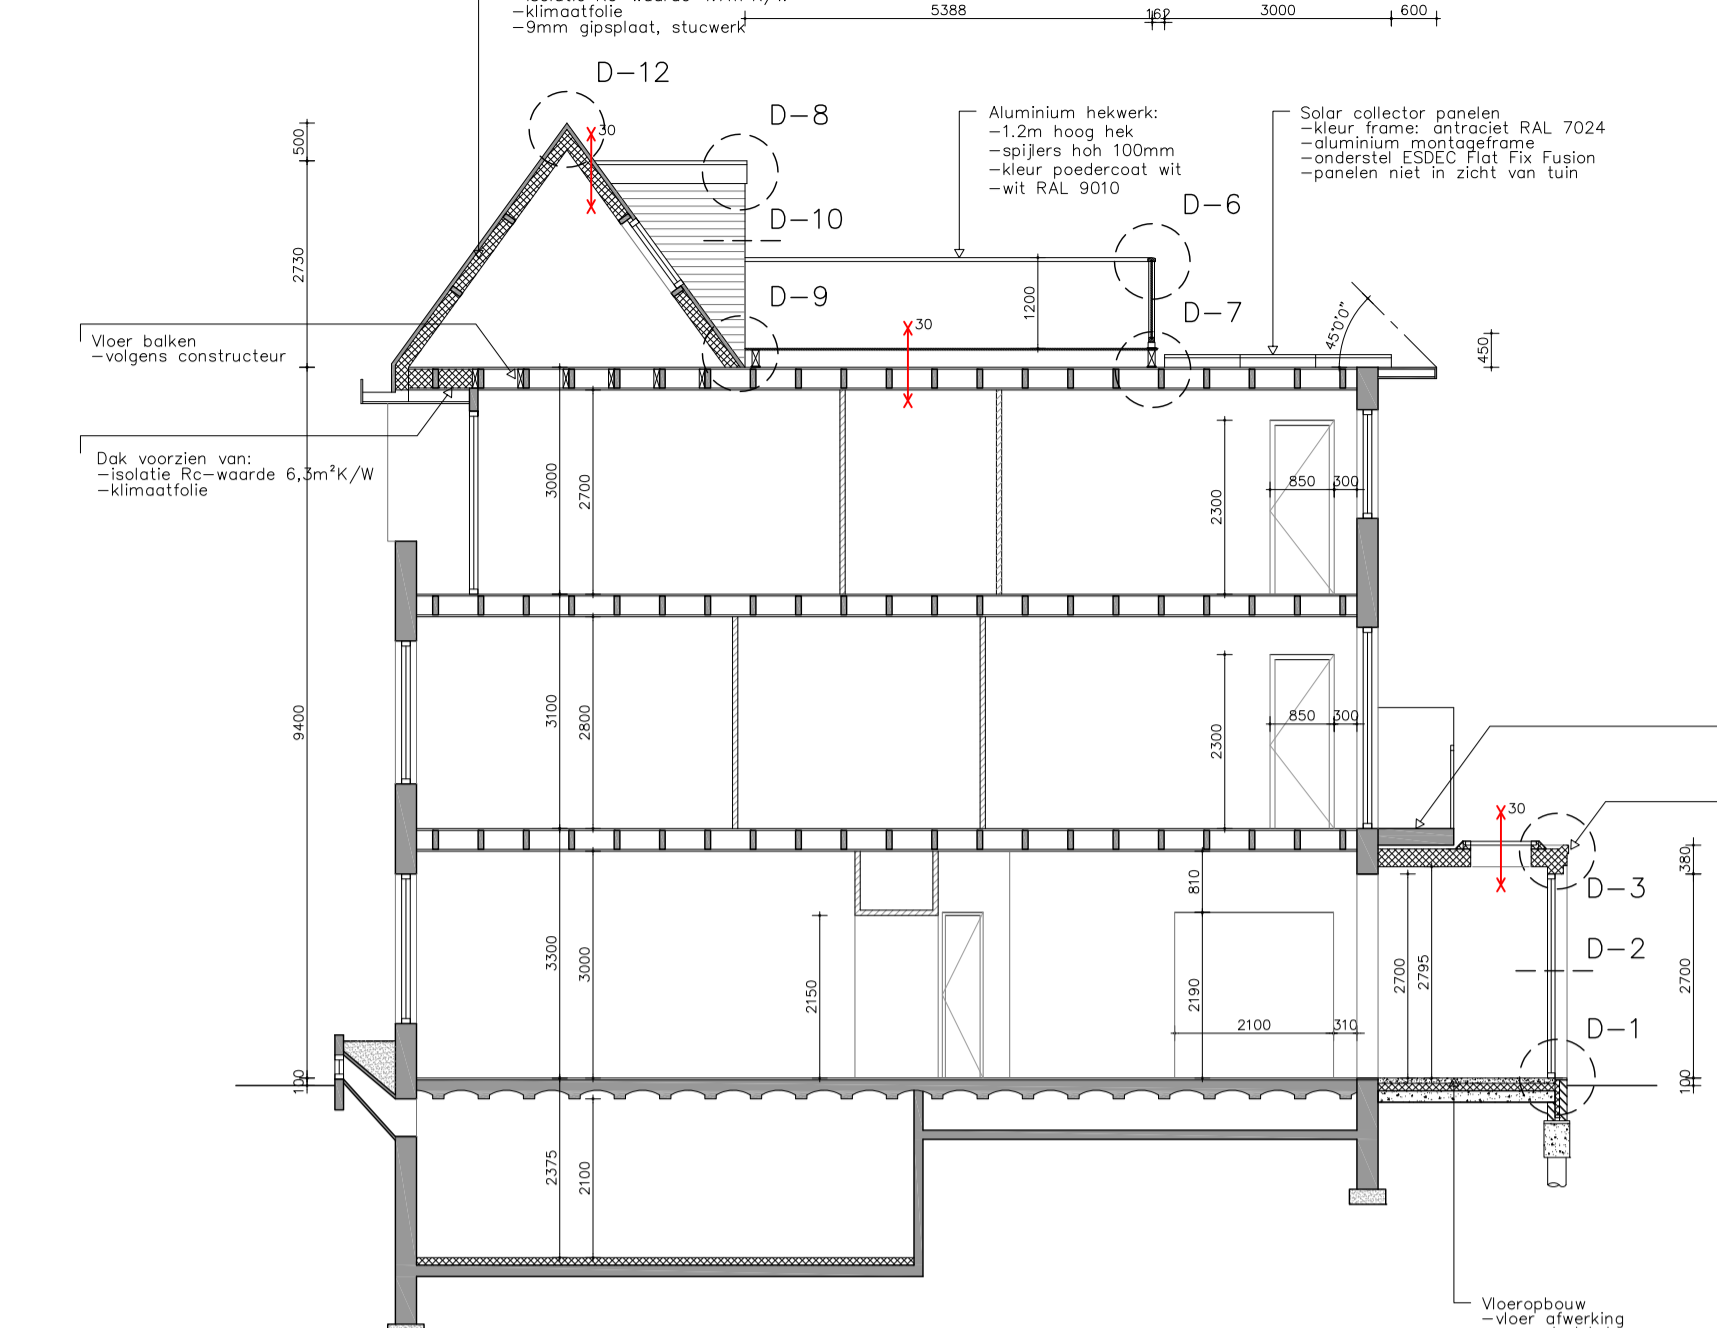 −klimaatfolie
−9mm gipsplaat, stucwerk
5388
162
3000
600
D−12
D−8
D−10
D−9
D−6
D−7
30
Aluminium hekwerk:
−1.2m hoog hek
−spijlers hoh 100mm
−kleur poedercoat wit
−wit RAL 9010
Solar collector panelen
−kleur frame: antraciet RAL 7024
−aluminium montageframe
−onderstel ESDEC Flat Fix Fusion
−panelen niet in zicht van tuin
500
2730
9400
100
1200
30
45°0'0"
450
Vloer balken
−volgens constructeur
Dak voorzien van:
−isolatie Rc−waarde 6,3m²K/W
−klimaatfolie
3000
2700
2300
850
300
3100
2800
2300
850
300
3300
3000
2150
810
2190
2100
310
2700
2795
30
380
2700
100
D−3
D−2
D−1
2375
2100
Vloeropbouw
−vloer afwerking